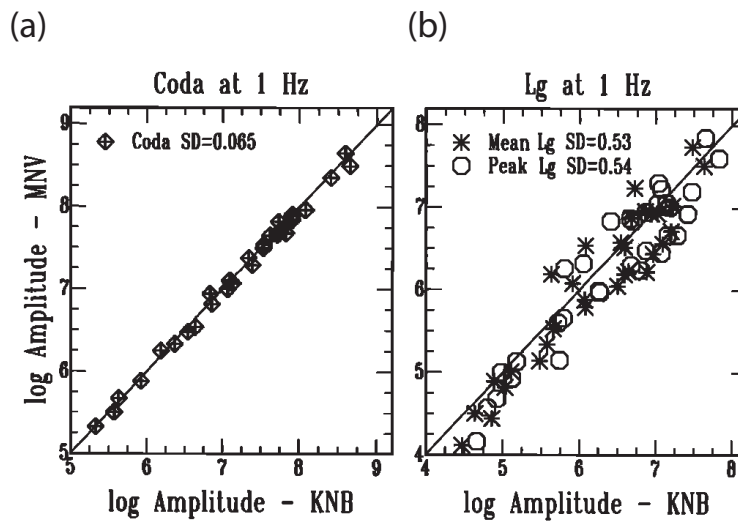 (a)
(b)
Coda at 1 Hz
Lg at 1 Hz
Coda SD=0.065
Mean Lg SD=0.53
Peak Lg SD=0.54
log Amplitude - MNV
9
8
7
6
5
5 6 7 8 9
log Amplitude - KNB
8
7
6
5
4
4 5 6 7 8
log Amplitude - KNB